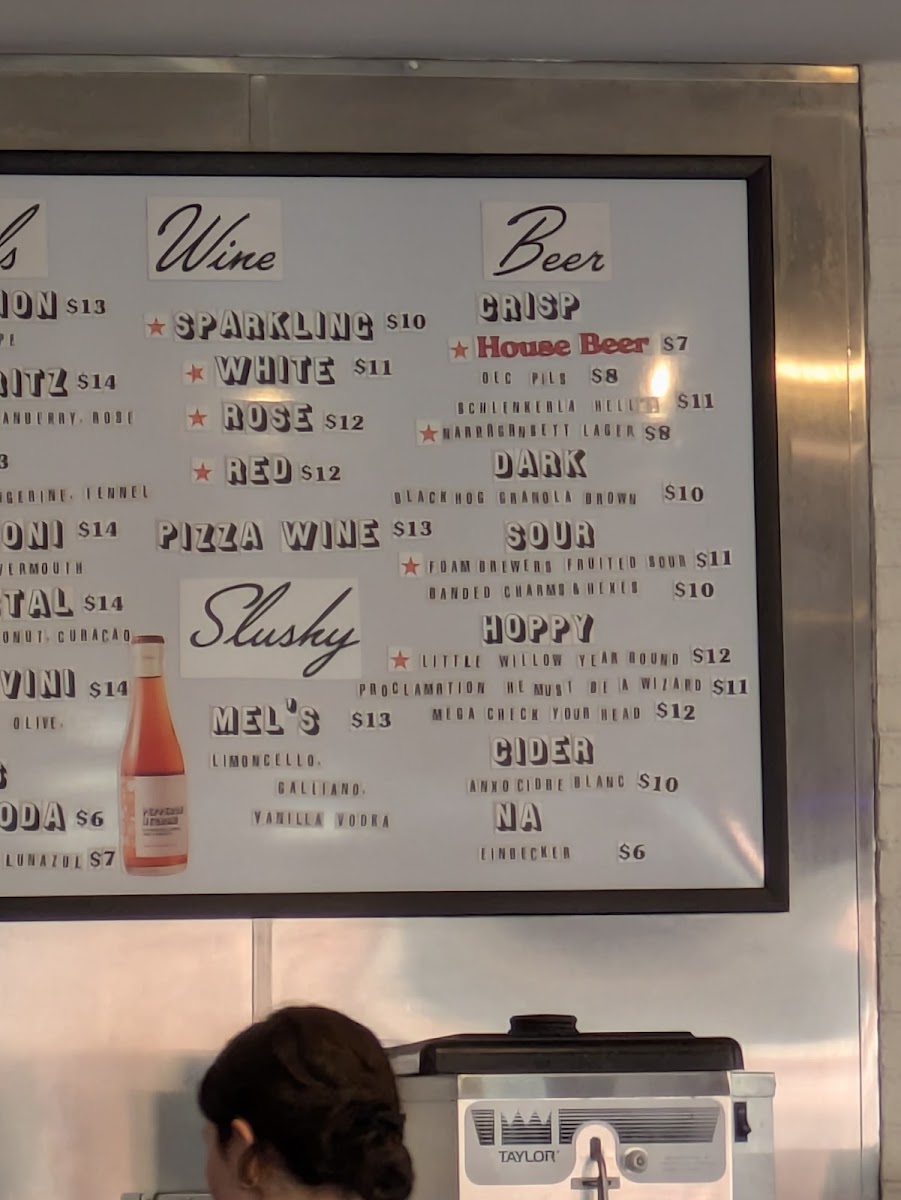 ls
Wine
Beer
ION $13
PE
RITZ $14
ANBERRY, ROSE
3
NGERINE, FENNEL
ONI $14
VERMOUTH
TAL $14
ONUT, CURACAO
VINI $14
OLIVE,
S
ODA $6
LUNAZUL $7
SPARKLING $10
WHITE $11
ROSE $12
RED $12
PIZZA WINE $13
Slushy
MEL'S $13
LIMONCELLO,
GALLIANO,
VANILLA VODKA
CRISP
House Beer $7
OEC PILS $8
SCHLENKERLA HELLES $11
NARRAGANSETT LAGER $8
DARK
BLACK HOG GRANOLA BROWN $10
SOUR
FOAM BREWERS FRUITED SOUR $11
BANDED CHARMS & HEXES $10
HOPPY
LITTLE WILLOW YEAR ROUND $12
PROCLAMATION HE MUST BE A WIZARD $11
MEGA CHECK YOUR HEAD $12
CIDER
ANXO CIDRE BLANC $10
NA
EINBECKER $6
TAYLOR